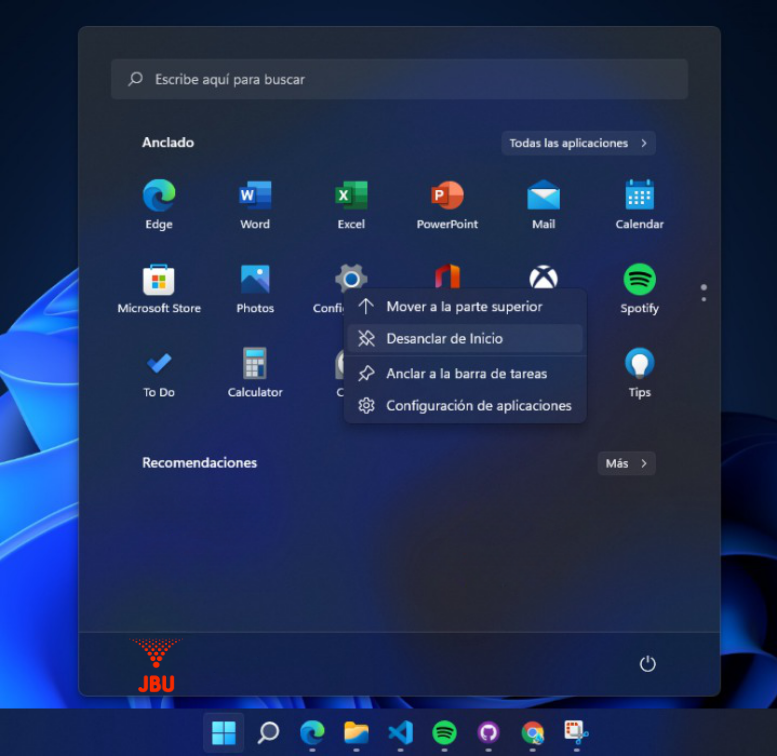 Escribe aquí para buscar
Anclado
Todas las aplicaciones
Edge
Word
Excel
PowerPoint
Mail
Calendar
Microsoft Store
Photos
Spotify
Mover a la parte superior
Desanclar de Inicio
Anclar a la barra de tareas
Configuración de aplicaciones
To Do
Calculator
Tips
Recomendaciones
Más
JBU